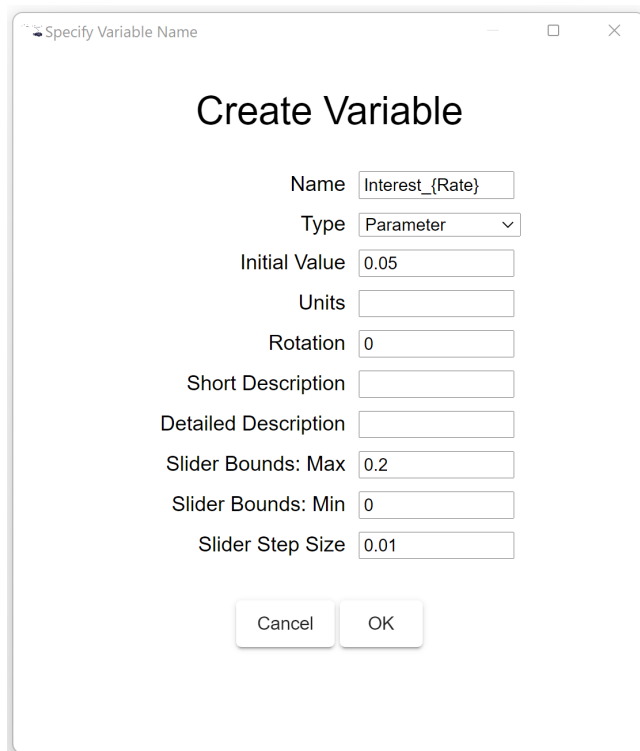 Specify Variable Name
Create Variable
Name Interest_{Rate}
Type Parameter
Initial Value 0.05
Units
Rotation 0
Short Description
Detailed Description
Slider Bounds: Max 0.2
Slider Bounds: Min 0
Slider Step Size 0.01
Cancel OK